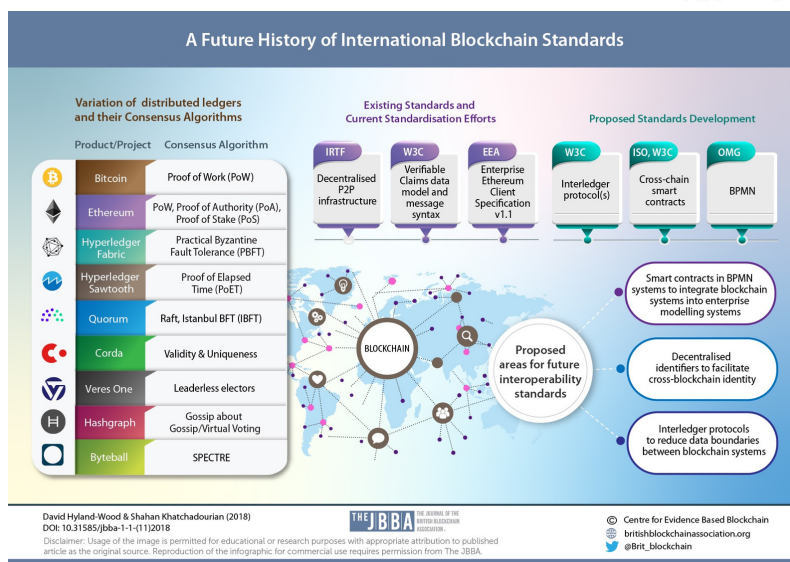 A Future History of International Blockchain Standards
Variation of distributed ledgers
and their Consensus Algorithms
Product/Project
Consensus Algorithm
Bitcoin
Proof of Work (PoW)
Ethereum
PoW, Proof of Authority (PoA),
Proof of Stake (PoS)
Hyperledger
Fabric
Practical Byzantine
Fault Tolerance (PBFT)
Hyperledger
Sawtooth
Proof of Elapsed
Time (PoET)
Quorum
Raft, Istanbul BFT (IBFT)
Corda
Validity & Uniqueness
Veres One
Leaderless electors
Hashgraph
Gossip about
Gossip/Virtual Voting
Byteball
SPECTRE
Existing Standards and
Current Standardisation Efforts
IRTF
Decentralised
P2P
infrastructure
W3C
Verifiable
Claims data
model and
message
syntax
EEA
Enterprise
Ethereum
Client
Specification
v1.1
Proposed Standards Development
W3C
Interledger
protocol(s)
ISO, W3C
Cross-chain
smart
contracts
OMG
BPMN
BLOCKCHAIN
Proposed
areas for future
interoperability
standards
Smart contracts in BPMN
systems to integrate blockchain
systems into enterprise
modelling systems
Decentralised
identifiers to facilitate
cross-blockchain identity
Interledger protocols
to reduce data boundaries
between blockchain systems
David Hyland-Wood & Shahan Khatchadourian (2018)
DOI: 10.31585/jbba-1-1-(11)2018
Disclaimer: Usage of the image is permitted for educational or research purposes with appropriate attribution to published
article as the original source. Reproduction of the infographic for commercial use requires permission from The JBBA.
THE JBBA
THE JOURNAL OF THE
BRITISH BLOCKCHAIN
ASSOCIATION
© Centre for Evidence Based Blockchain
britishblockchainassociation.org
@Brit_blockchain